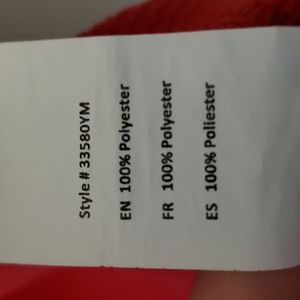 Style # 33580YM
EN 100% Polyester
FR 100% Polyester
ES 100% Poliester